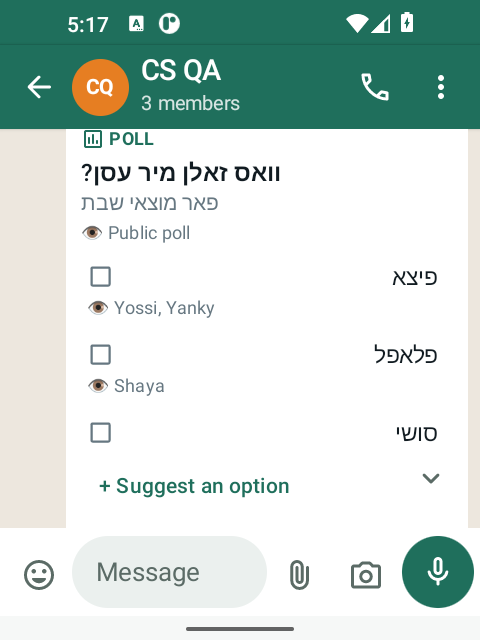 5:17
CQ
CS QA
3 members
POLL
וואס זאלן מיר עסן?
פאר מוצאי שבת
Public poll
פיצא
Yossi, Yanky
פלאפל
Shaya
סושי
+ Suggest an option
Message